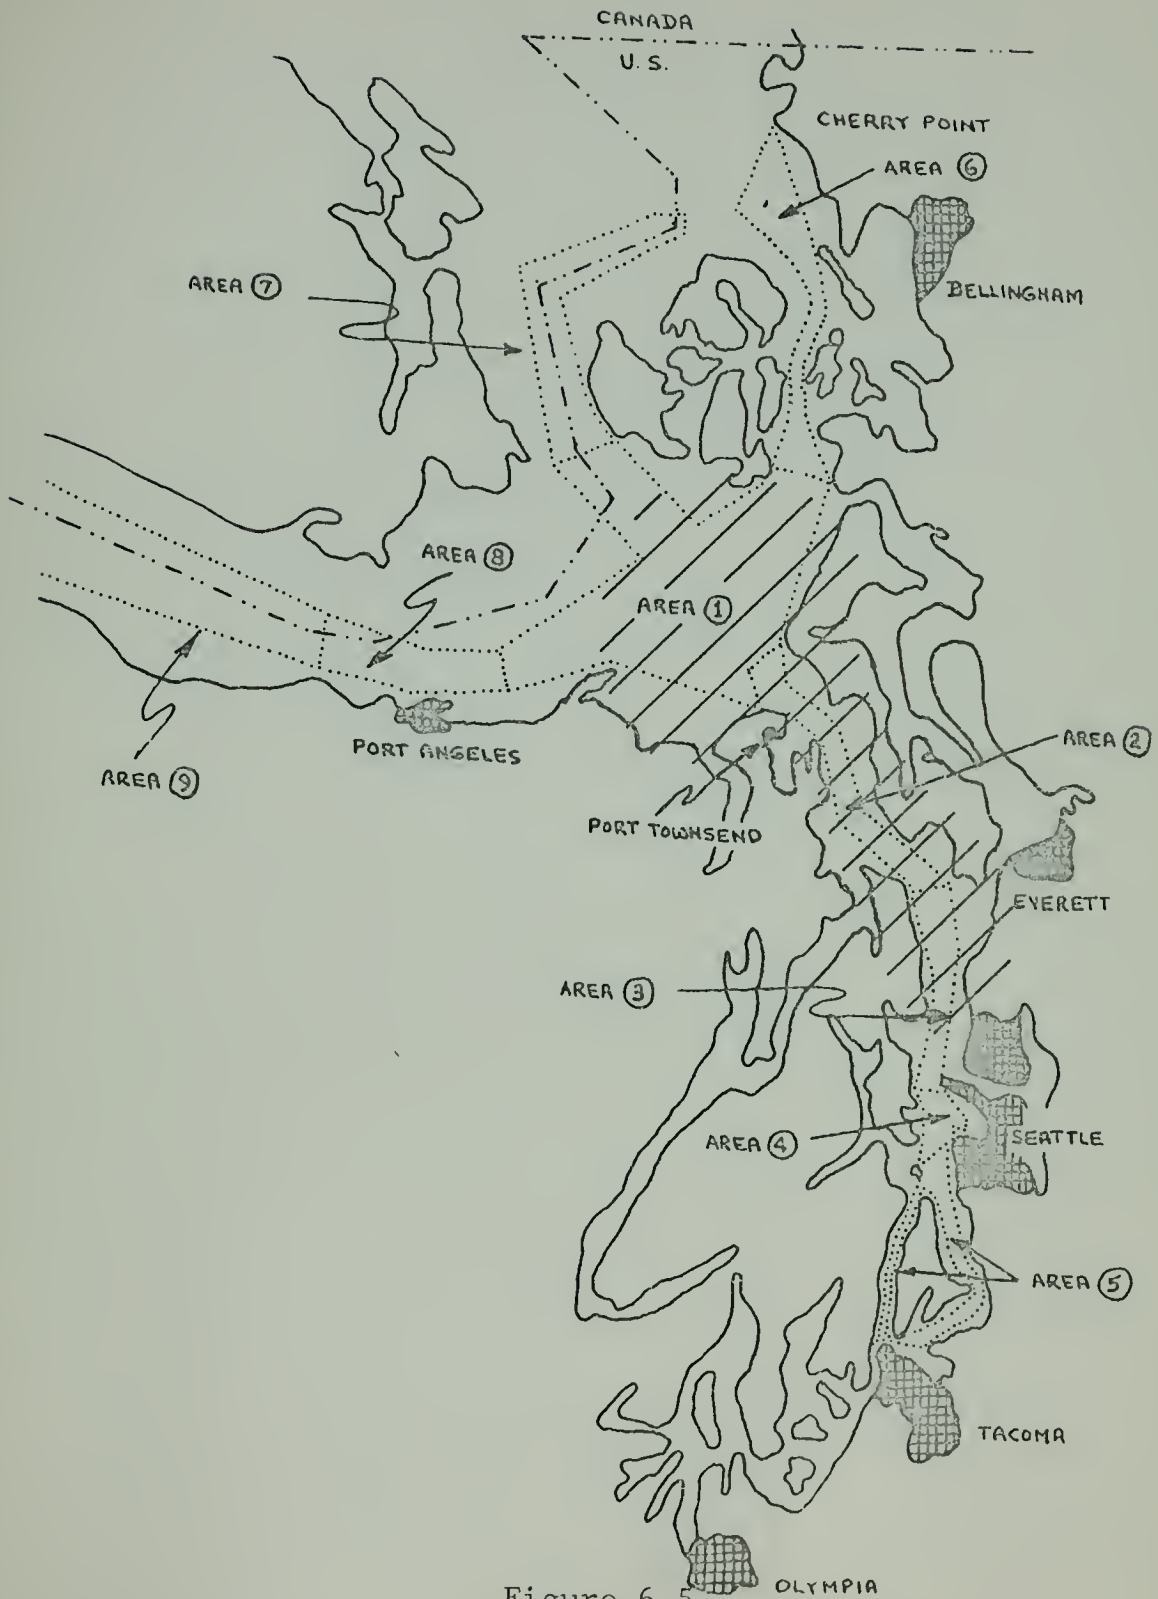 CANADA
U.S.
CHERRY POINT
AREA 6
BELLINGHAM
AREA 7
AREA 8
AREA 1
AREA 9
PORT ANGELES
AREA 2
PORT TOWNSEND
EVERETT
AREA 3
AREA 4
SEATTLE
AREA 5
TACOMA
OLYMPIA
Figure 6.5